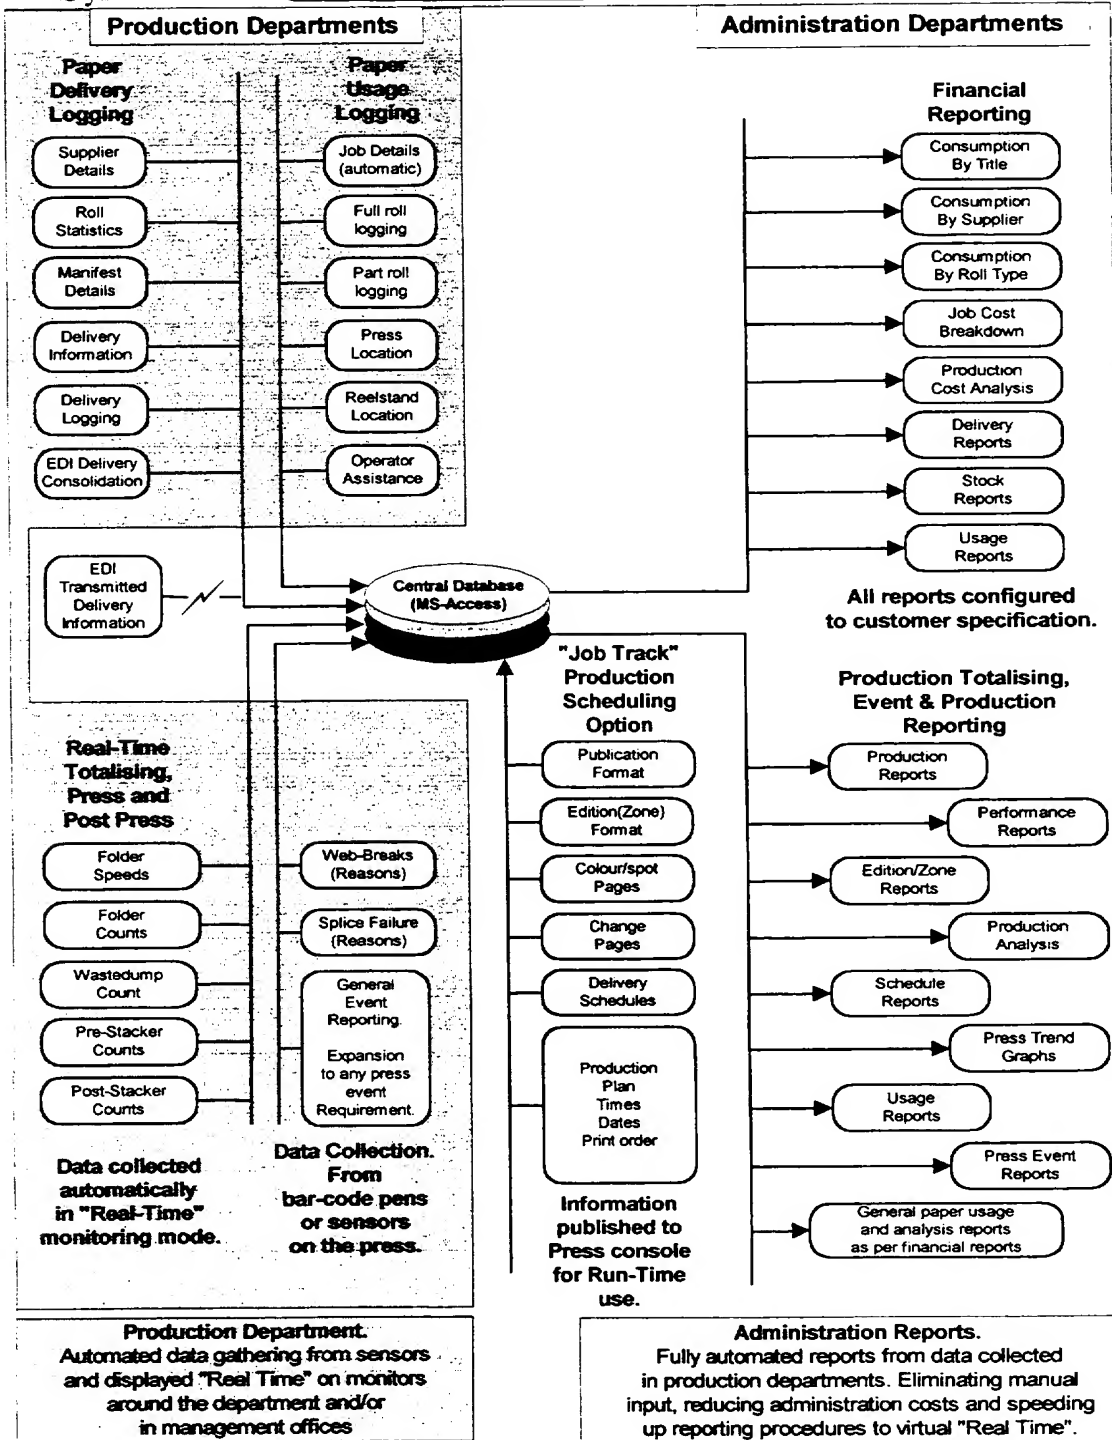 Production Departments
Administration Departments
Paper
Delivery
Logging
Supplier
Details
Roll
Statistics
Manifest
Details
Delivery
Information
Delivery
Logging
EDI Delivery
Consolidation
Paper
Usage
Logging
Job Details
(automatic)
Full roll
logging
Part roll
logging
Press
Location
Reelstand
Location
Operator
Assistance
Financial
Reporting
Consumption
By Title
Consumption
By Supplier
Consumption
By Roll Type
Job Cost
Breakdown
Production
Cost Analysis
Delivery
Reports
Stock
Reports
Usage
Reports
All reports configured
to customer specification.
EDI
Transmitted
Delivery
Information
Central Database
(MS-Access)
Real-Time
Totalising,
Press and
Post Press
Folder
Speeds
Folder
Counts
Wastedump
Count
Pre-Stacker
Counts
Post-Stacker
Counts
Data collected
automatically
in "Real-Time"
monitoring mode.
Web-Breaks
(Reasons)
Splice Failure
(Reasons)
General
Event
Reporting.
Expansion
to any press
event
Requirement.
Data Collection.
From
bar-code pens
or sensors
on the press.
"Job Track"
Production
Scheduling
Option
Publication
Format
Edition(Zone)
Format
Colour/spot
Pages
Change
Pages
Delivery
Schedules
Production
Plan
Times
Dates
Print order
Information
published to
Press console
for Run-Time
use.
Production Totalising,
Event & Production
Reporting
Production
Reports
Performance
Reports
Edition/Zone
Reports
Production
Analysis
Schedule
Reports
Press Trend
Graphs
Usage
Reports
Press Event
Reports
General paper usage
and analysis reports
as per financial reports
Production Department.
Automated data gathering from sensors
and displayed "Real Time" on monitors
around the department and/or
in management offices
Administration Reports.
Fully automated reports from data collected
in production departments. Eliminating manual
input, reducing administration costs and speeding
up reporting procedures to virtual "Real Time".